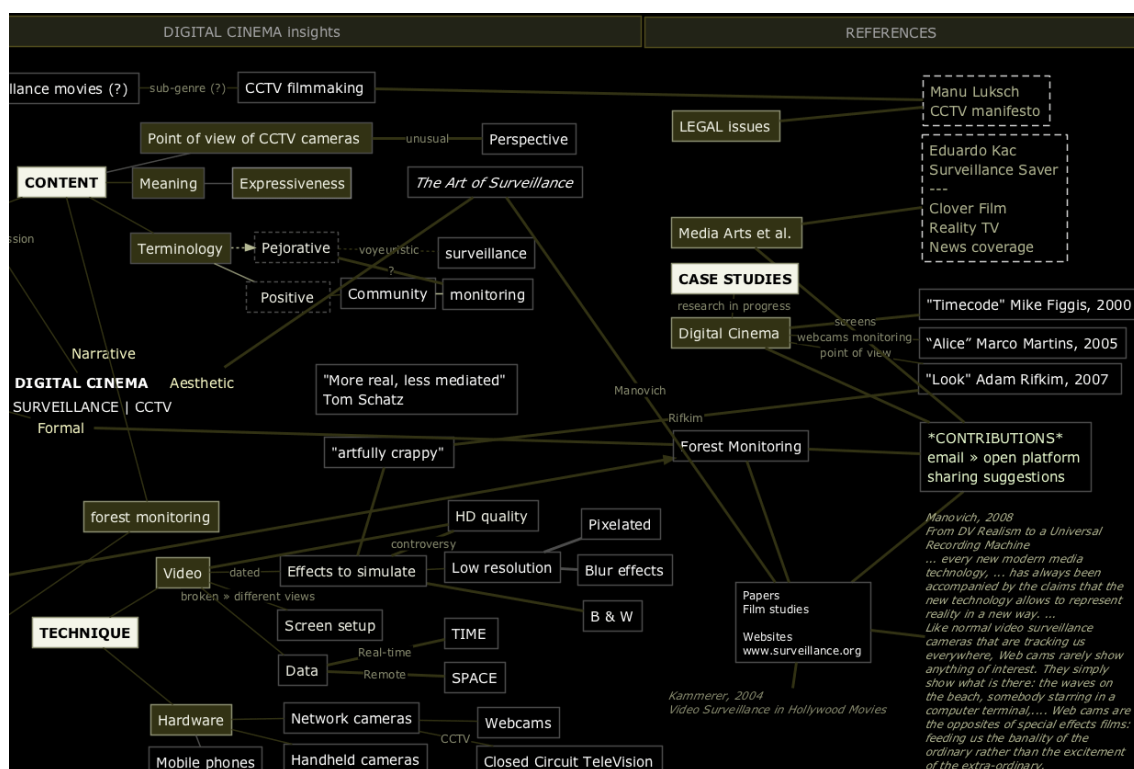 DIGITAL CINEMA insights
REFERENCES
llance movies (?)
sub-genre (?)
CCTV filmmaking
Manu Luksch
CCTV manifesto
LEGAL issues
Point of view of CCTV cameras
unusual
Perspective
CONTENT
Meaning
Expressiveness
The Art of Surveillance
Eduardo Kac
Surveillance Saver
---
Clover Film
Reality TV
News coverage
Media Arts et al.
ssion
Terminology
Pejorative
voyeuristic
surveillance
?
Positive
Community
monitoring
CASE STUDIES
research in progress
Digital Cinema
screens
webcams monitoring
point of view
"Timecode" Mike Figgis, 2000
“Alice” Marco Martins, 2005
"Look" Adam Rifkim, 2007
Narrative
DIGITAL CINEMA
Aesthetic
SURVEILLANCE | CCTV
Formal
"More real, less mediated"
Tom Schatz
Manovich
Rifkim
"artfully crappy"
Forest Monitoring
*CONTRIBUTIONS*
email » open platform
sharing suggestions
forest monitoring
HD quality
Pixelated
controversy
Video
dated
Effects to simulate
Low resolution
Blur effects
broken » different views
B & W
TECHNIQUE
Screen setup
TIME
Real-time
Data
Remote
SPACE
Papers
Film studies
Websites
www.surveillance.org
Kammerer, 2004
Video Surveillance in Hollywood Movies
Manovich, 2008
From DV Realism to a Universal
Recording Machine
... every new modern media
technology, ... has always been
accompanied by the claims that the
new technology allows to represent
reality in a new way. ...
Like normal video surveillance
cameras that are tracking us
everywhere, Web cams rarely show
anything of interest. They simply
show what is there: the waves on
the beach, somebody starring in a
computer terminal,.... Web cams are
the opposites of special effects films:
feeding us the banality of the
ordinary rather than the excitement
of the extra-ordinary.
Hardware
Network cameras
Webcams
CCTV
Mobile phones
Handheld cameras
Closed Circuit TeleVision